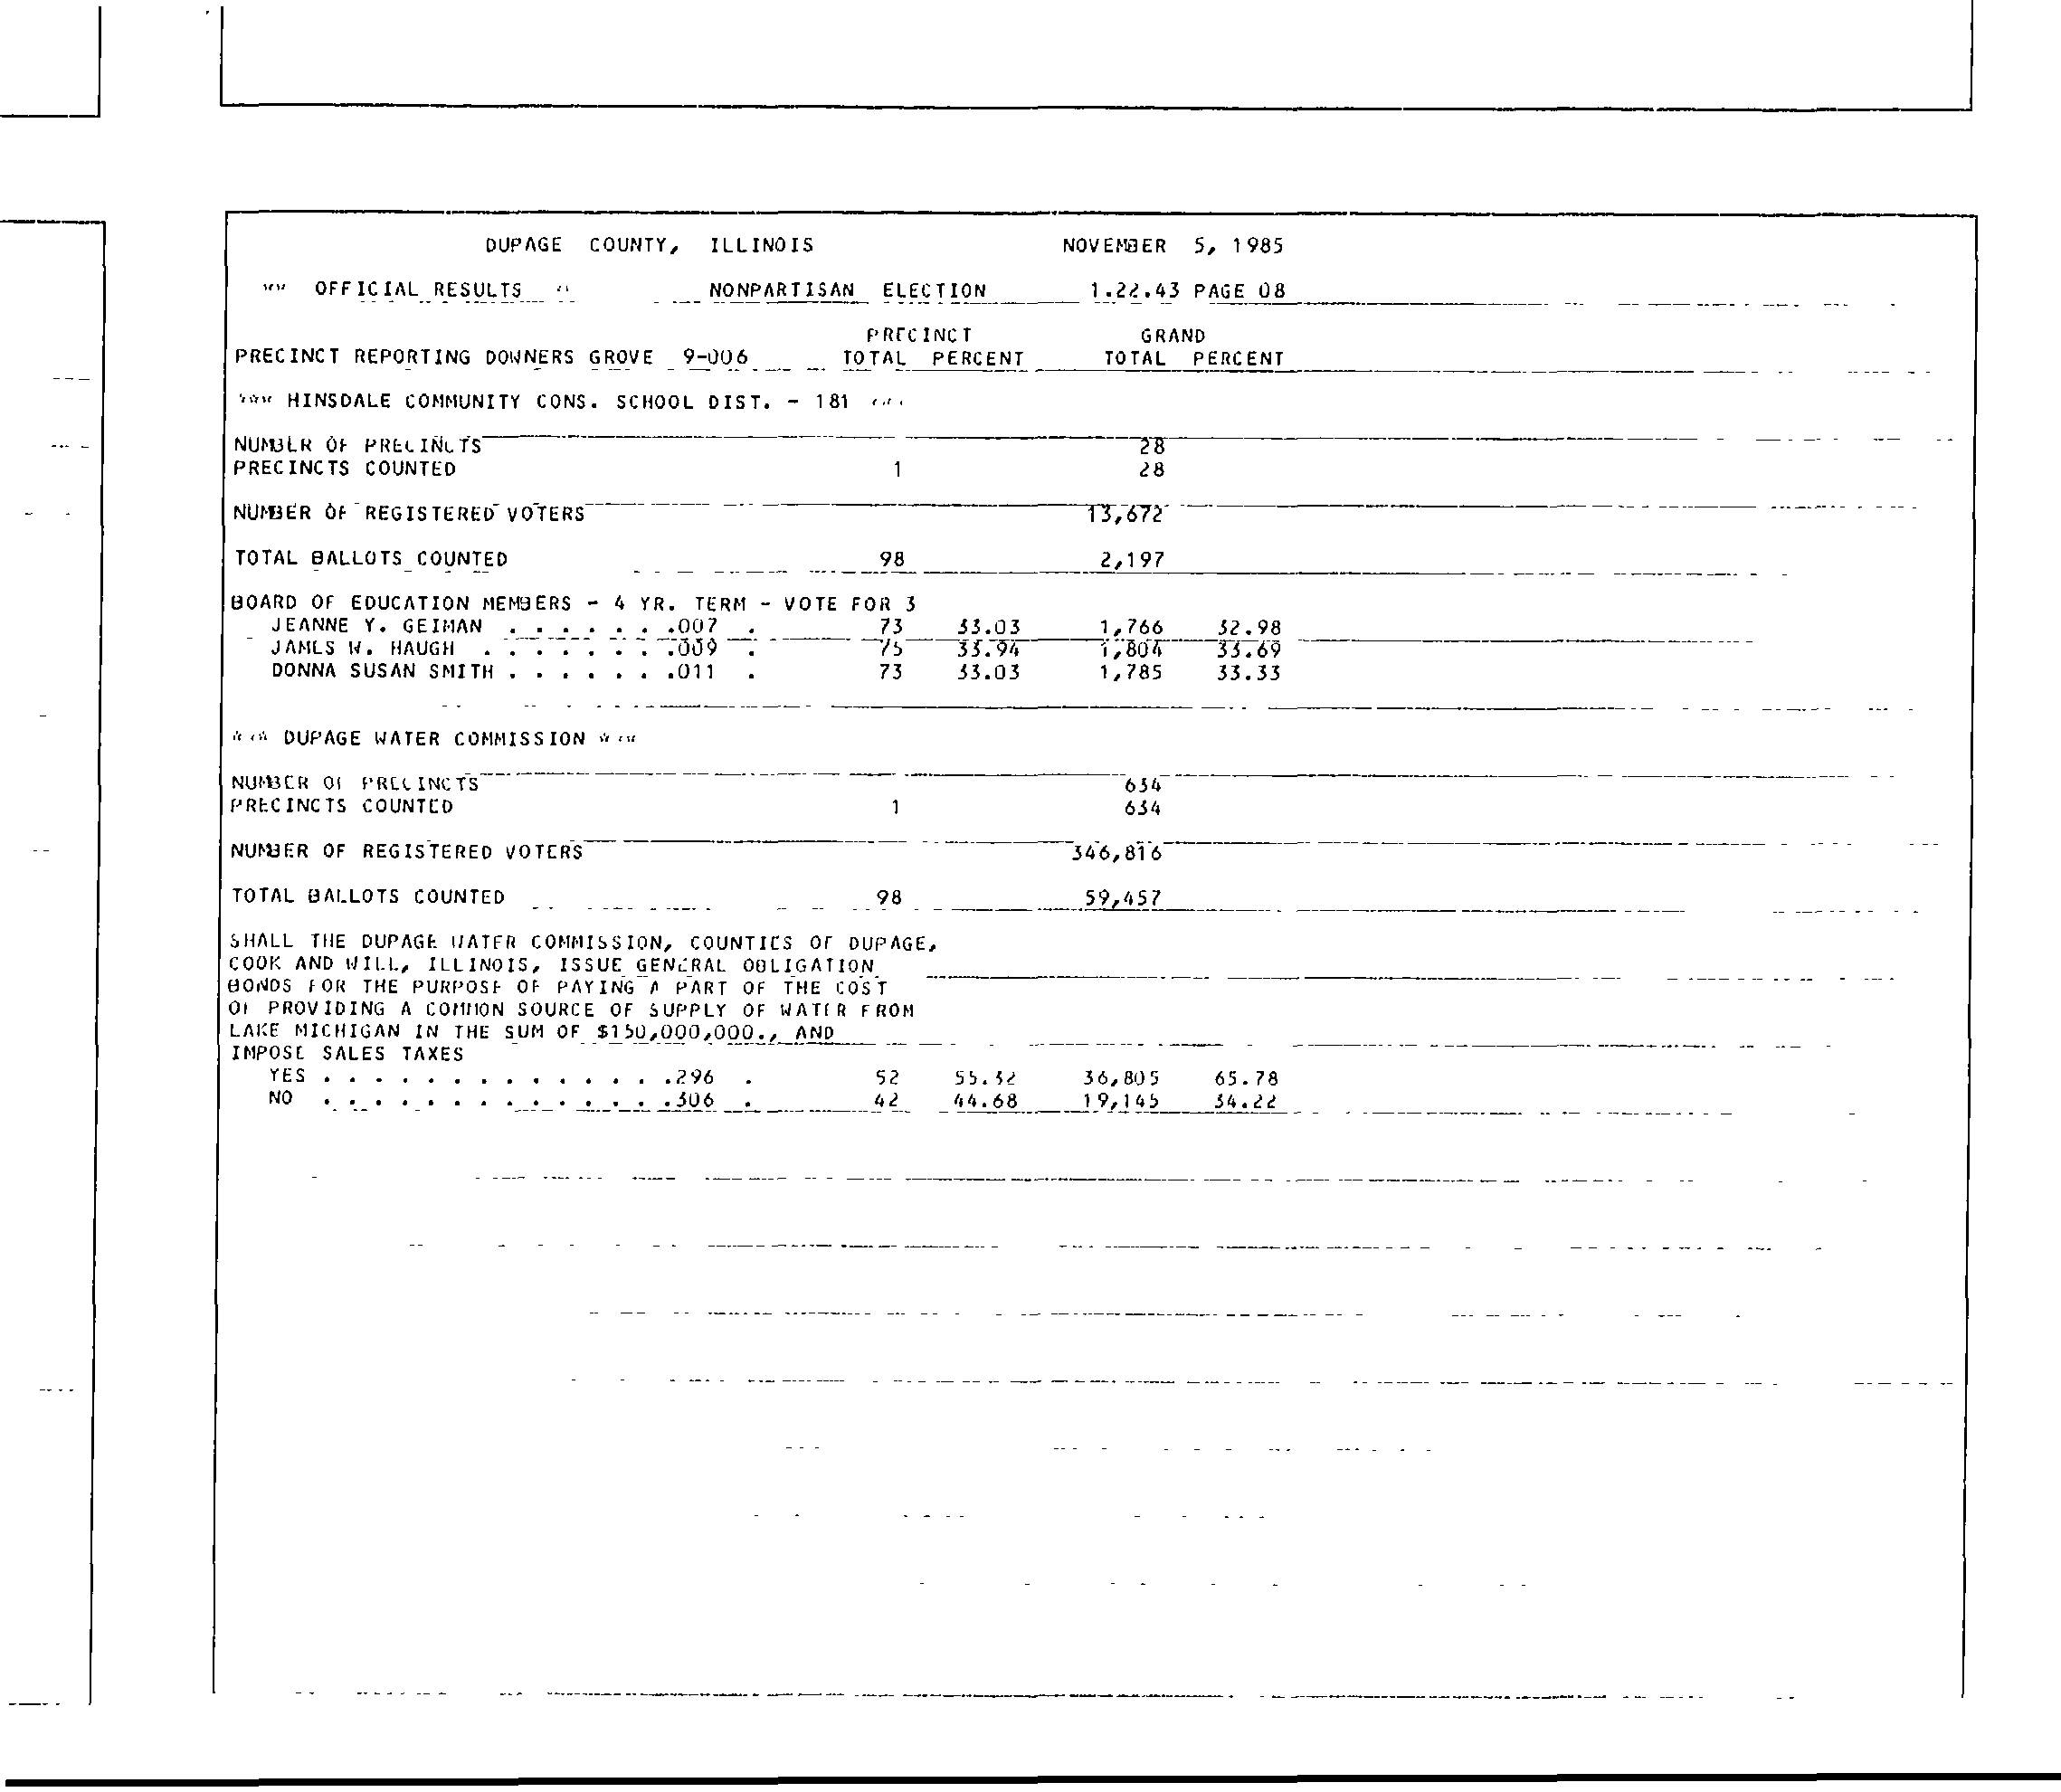 DUPAGE COUNTY, ILLINOIS NOVEMBER 5, 1985
** OFFICIAL RESULTS ** NONPARTISAN ELECTION 1.22.43 PAGE 08
PRECINCT GRAND
PRECINCT REPORTING DOWNERS GROVE 9-006 TOTAL PERCENT TOTAL PERCENT
*** HINSDALE COMMUNITY CONS. SCHOOL DIST. - 181 ***
NUMBER OF PRECINCTS 28
PRECINCTS COUNTED 1 28
NUMBER OF REGISTERED VOTERS 13,672
TOTAL BALLOTS COUNTED 98 2,197
BOARD OF EDUCATION MEMBERS - 4 YR. TERM - VOTE FOR 3
JEANNE Y. GEIMAN . . . . . . .007 . 73 33.03 1,766 32.98
JAMES W. HAUGH . . . . . . . .009 . 75 33.94 1,804 33.69
DONNA SUSAN SMITH . . . . . . .011 . 73 33.03 1,785 33.33
*** DUPAGE WATER COMMISSION ***
NUMBER OF PRECINCTS 634
PRECINCTS COUNTED 1 634
NUMBER OF REGISTERED VOTERS 346,816
TOTAL BALLOTS COUNTED 98 59,457
SHALL THE DUPAGE WATER COMMISSION, COUNTIES OF DUPAGE,
COOK AND WILL, ILLINOIS, ISSUE GENERAL OBLIGATION
BONDS FOR THE PURPOSE OF PAYING A PART OF THE COST
OF PROVIDING A COMMON SOURCE OF SUPPLY OF WATER FROM
LAKE MICHIGAN IN THE SUM OF $150,000,000., AND
IMPOSE SALES TAXES
YES . . . . . . . . . . . . . .296 . 52 55.32 36,805 65.78
NO . . . . . . . . . . . . . .306 . 42 44.68 19,145 34.22